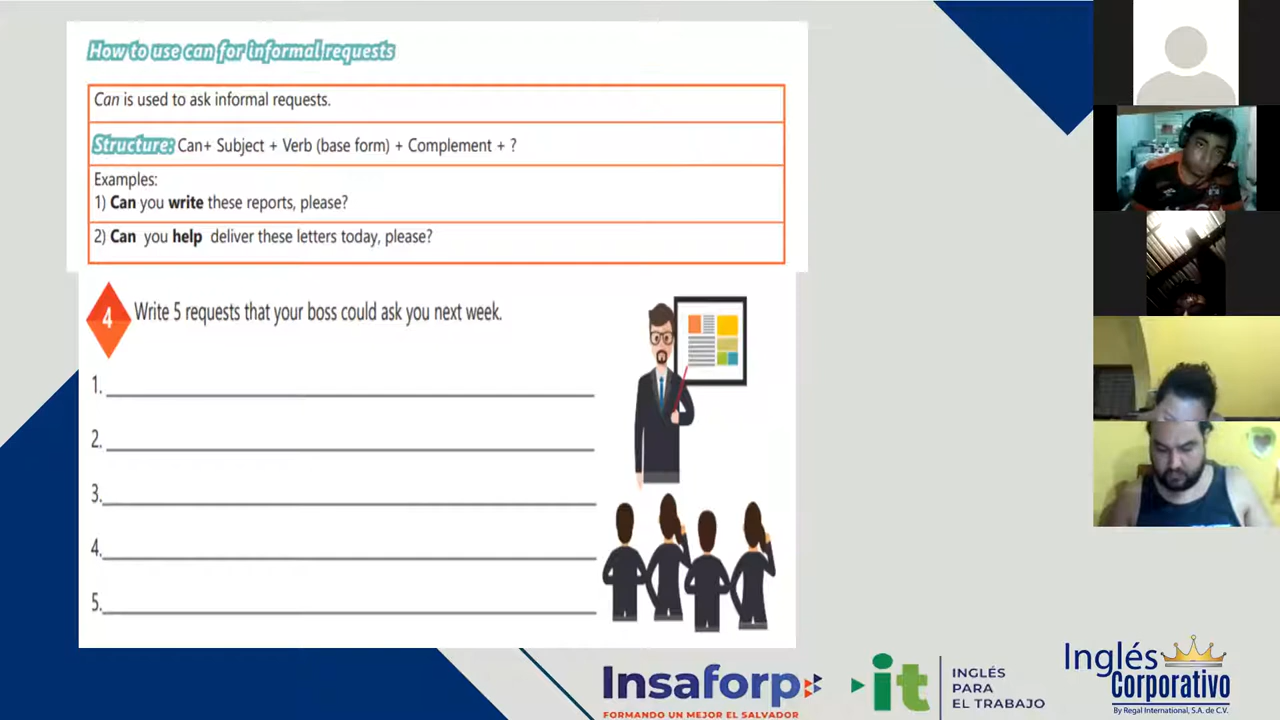 How to use can for informal requests
Can is used to ask informal requests.
Structure: Can+ Subject + Verb (base form) + Complement + ?
Examples:
1) Can you write these reports, please?
2) Can you help deliver these letters today, please?
4 Write 5 requests that your boss could ask you next week.
1.
2.
3.
4.
5.
Insaforp
FORMANDO UN MEJOR EL SALVADOR
it
INGLÉS
PARA
EL TRABAJO
Inglés
Corporativo
By Regal International, S.A. de C.V.